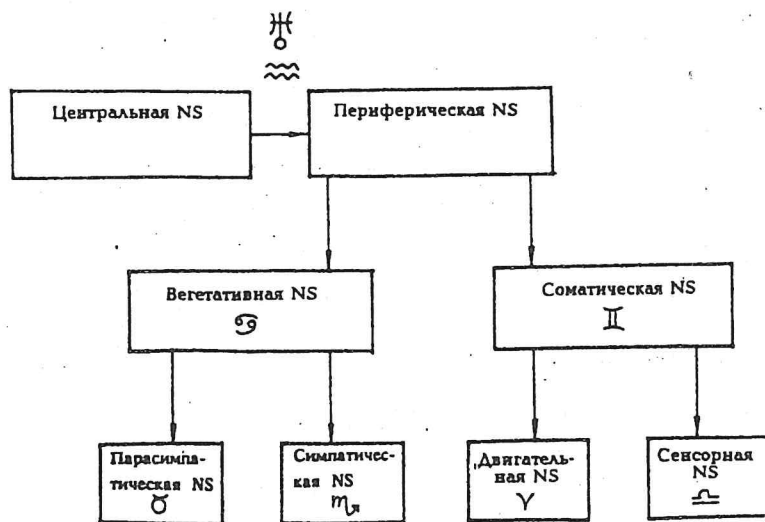 ♅
♒
Центральная NS
Периферическая NS
Вегетативная NS
♋
Соматическая NS
♊
Парасимпа-
тическая NS
♉
Симпатичес-
кая NS
♏
Двигатель-
ная NS
♈
Сенсорная
NS
♎